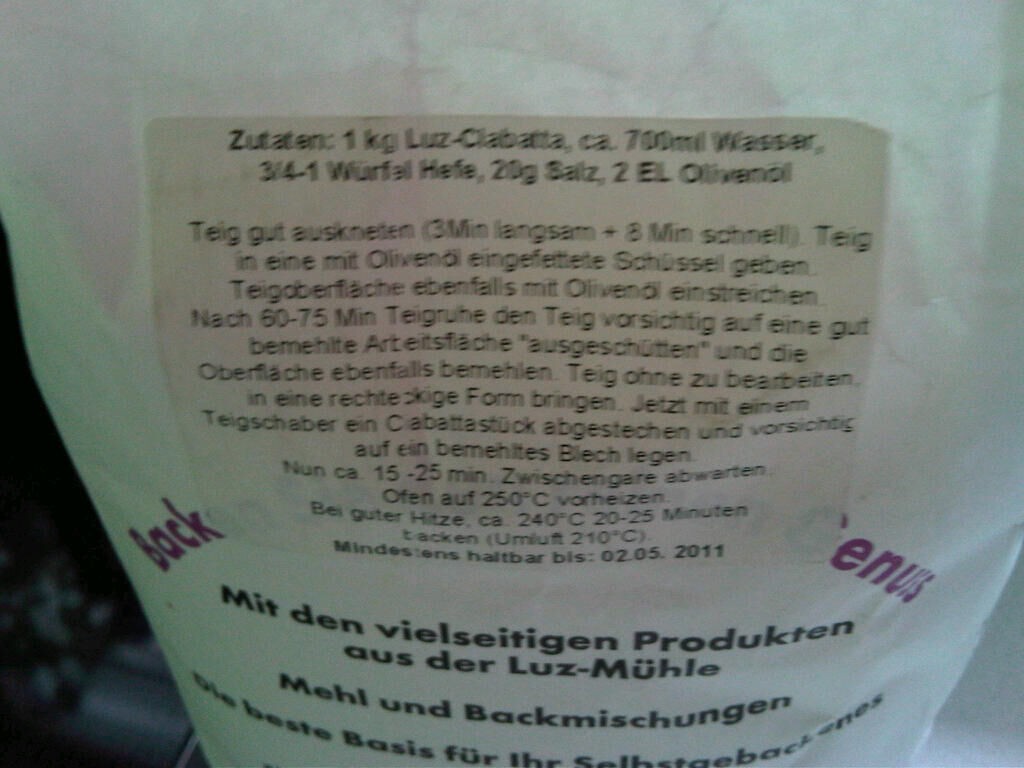 Zutaten: 1 kg Luz-Ciabatta, ca. 700ml Wasser,
3/4-1 Würfel Hefe, 20g Salz, 2 EL Olivenöl
Teig gut auskneten (3Min langsam + 8 Min schnell). Teig
in eine mit Olivenöl eingefettete Schüssel geben.
Teigoberfläche ebenfalls mit Olivenöl einstreichen.
Nach 60-75 Min Teigruhe den Teig vorsichtig auf eine gut
bemehlte Arbeitsfläche "ausgeschütten" und die
Oberfläche ebenfalls bemehlen. Teig ohne zu bearbeiten,
in eine rechteckige Form bringen. Jetzt mit einem
Teigschaber ein Ciabattastück abgestechen und vorsichtig
auf ein bemehltes Blech legen.
Nun ca. 15 -25 min. Zwischengare abwarten.
Ofen auf 250°C vorheizen.
Bei guter Hitze, ca. 240°C 20-25 Minuten
backen (Umluft 210°C).
Mindestens haltbar bis: 02.05. 2011
Back Genuss
Mit den vielseitigen Produkten
aus der Luz-Mühle
Mehl und Backmischungen
Die beste Basis für Ihr Selbstgebackenes